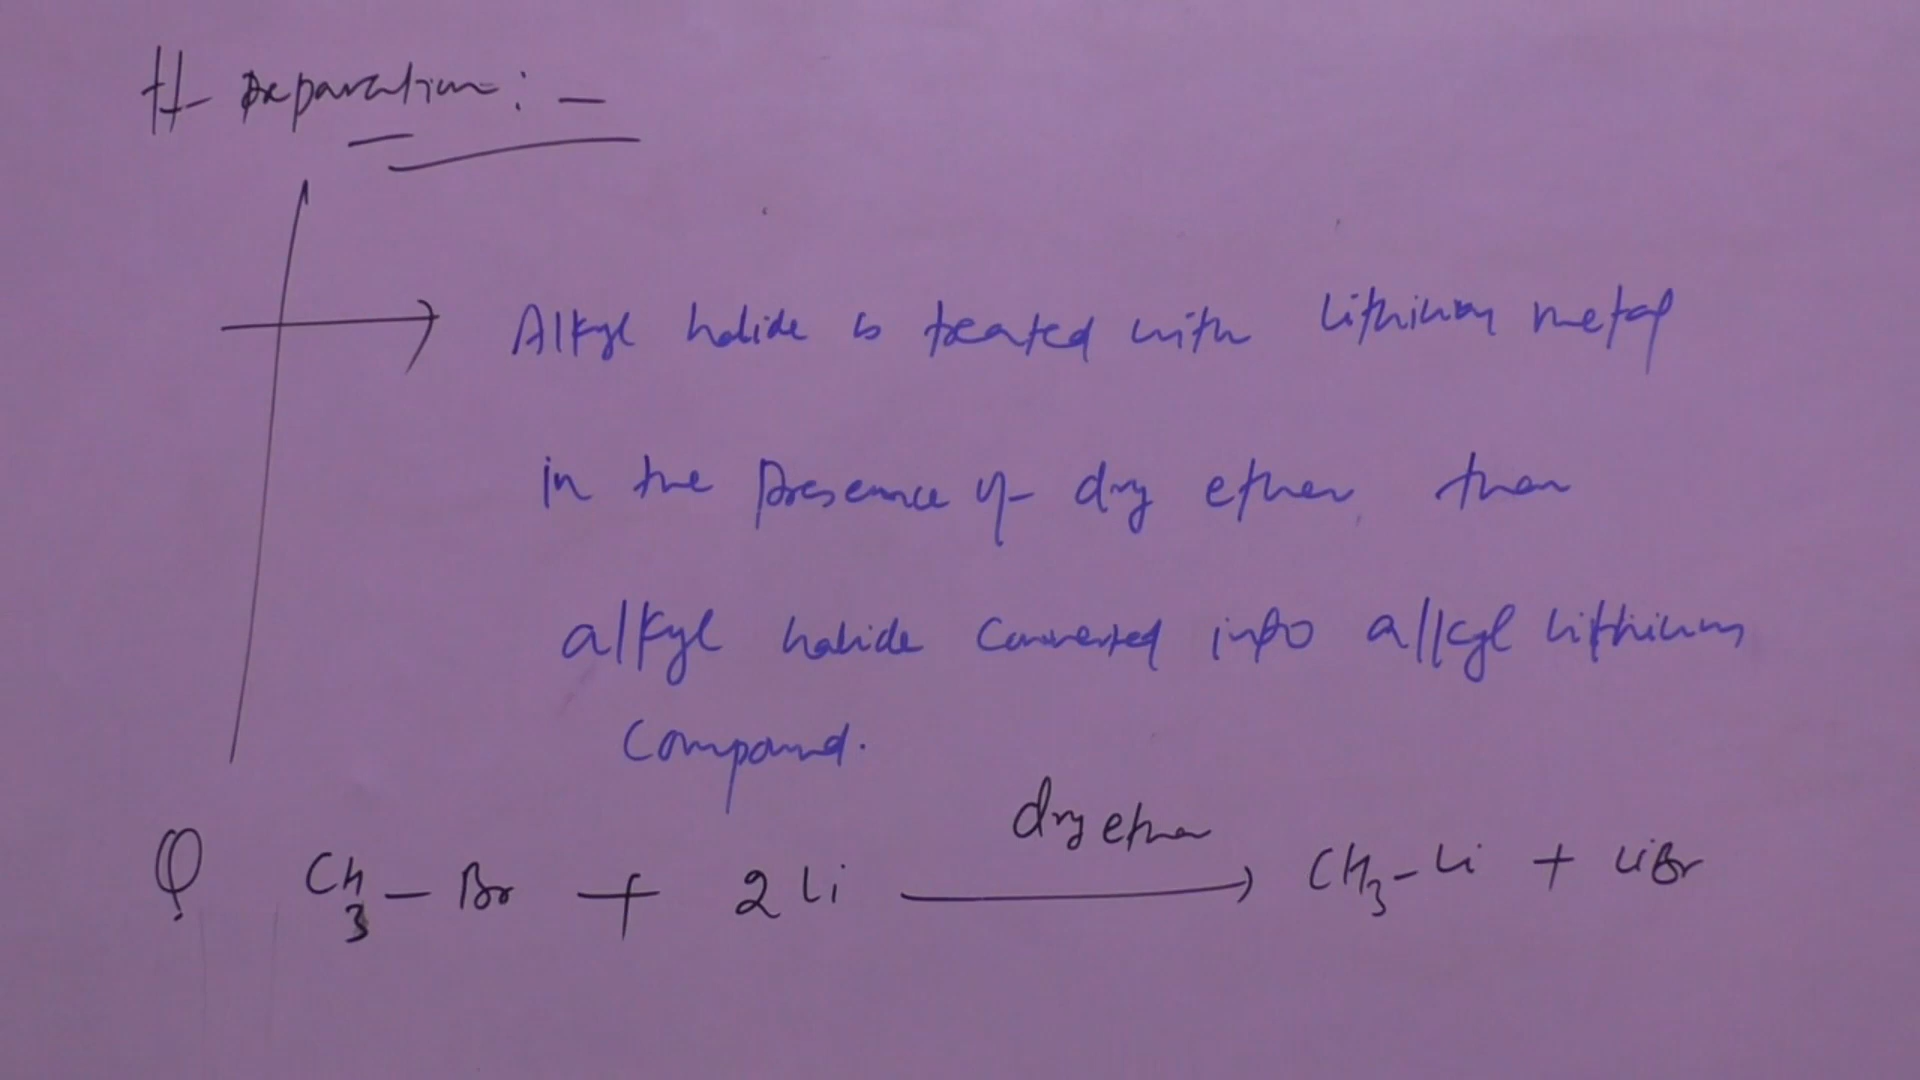 # Preparation: -
Alkyl halide is treated with lithium metal
in the presence of dry ether than
alkyl halide converted into alkyl lithium
compound.
CH3 - Br + 2Li dry ether → CH3-Li + LiBr